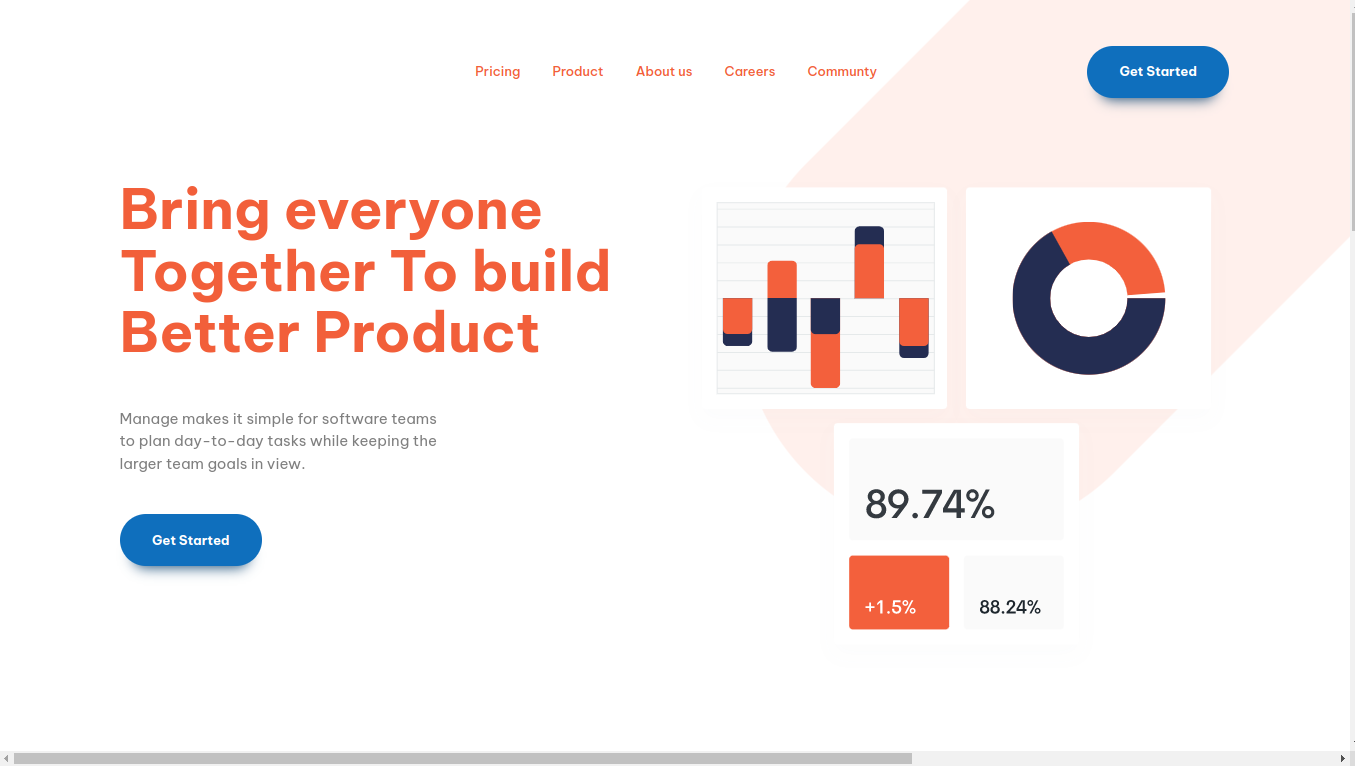 Pricing Product About us Careers Communty Get Started
Bring everyone
Together To build
Better Product
Manage makes it simple for software teams
to plan day-to-day tasks while keeping the
larger team goals in view.
Get Started
89.74%
+1.5% 88.24%